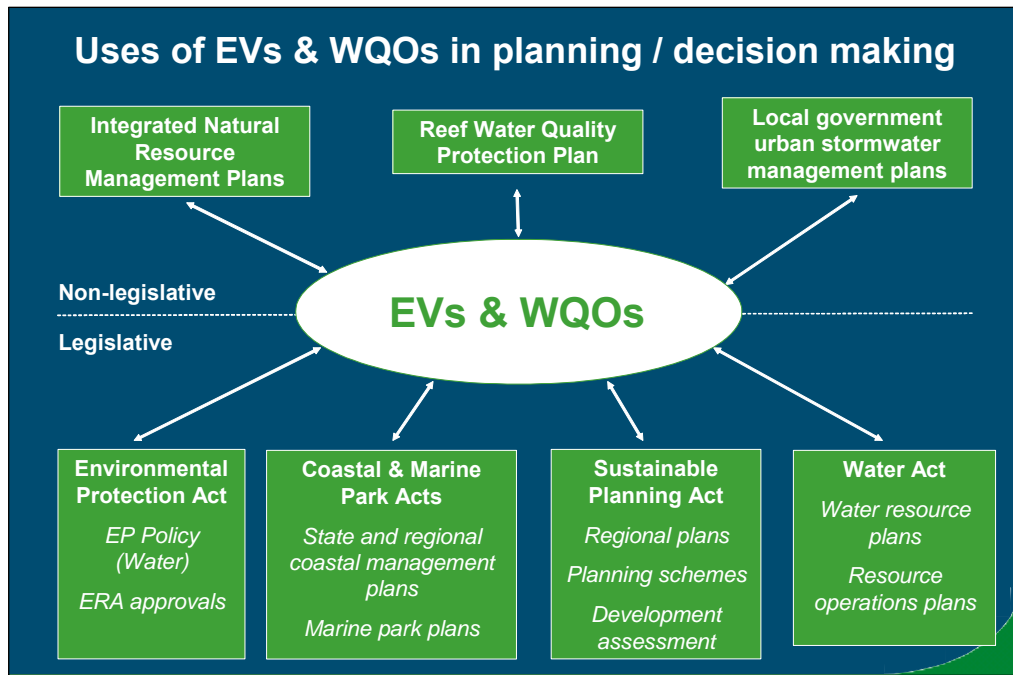 Uses of EVs & WQOs in planning / decision making
Integrated Natural
Resource
Management Plans
Reef Water Quality
Protection Plan
Local government
urban stormwater
management plans
EVs & WQOs
Non-legislative
Legislative
Environmental
Protection Act
EP Policy
(Water)
ERA approvals
Coastal & Marine
Park Acts
State and regional
coastal management
plans
Marine park plans
Sustainable
Planning Act
Regional plans
Planning schemes
Development
assessment
Water Act
Water resource
plans
Resource
operations plans